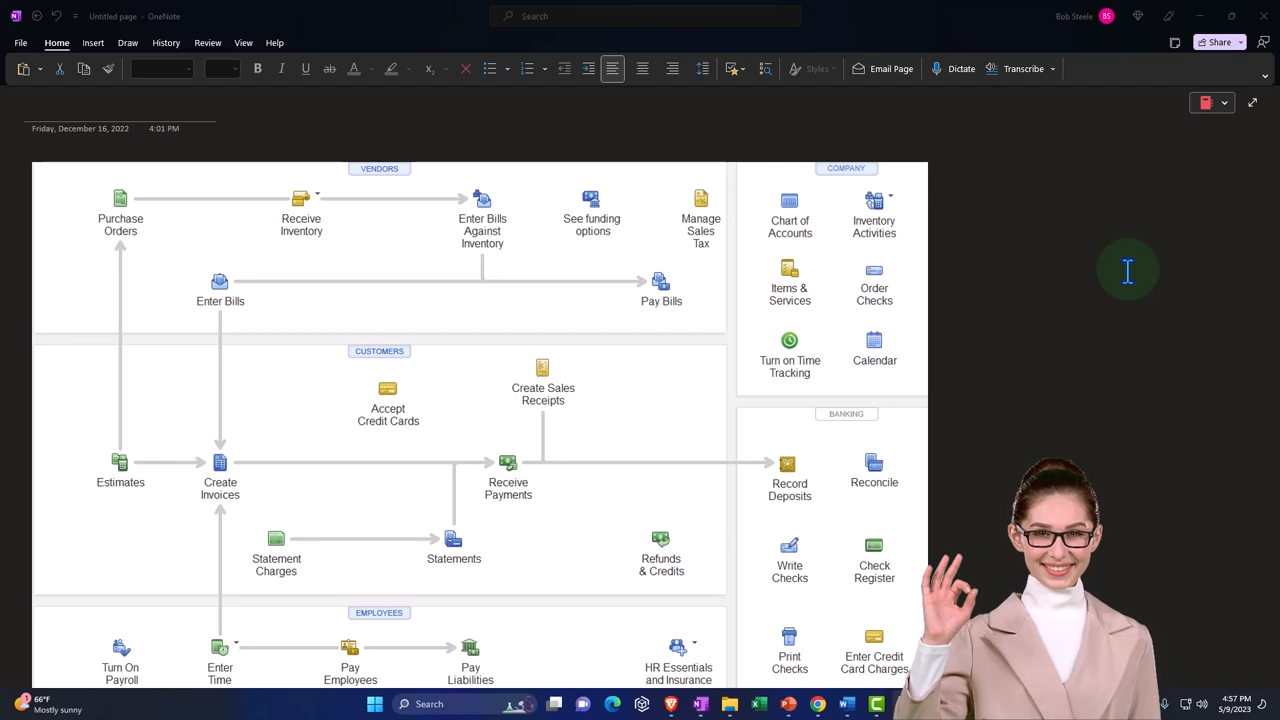 Untitled page - OneNote
Search
Bob Steele BS
File Home Insert Draw History Review View Help
Share
B I U ab A x
Styles
Email Page
Dictate
Transcribe
Friday, December 16, 2022 4:01 PM
VENDORS
Purchase
Orders
Receive
Inventory
Enter Bills
Against
Inventory
See funding
options
Manage
Sales
Tax
Enter Bills
Pay Bills
COMPANY
Chart of
Accounts
Inventory
Activities
Items &
Services
Order
Checks
Turn on Time
Tracking
Calendar
CUSTOMERS
Accept
Credit Cards
Create Sales
Receipts
Estimates
Create
Invoices
Receive
Payments
Statement
Charges
Statements
Refunds
& Credits
BANKING
Record
Deposits
Reconcile
Write
Checks
Check
Register
Print
Checks
Enter Credit
Card Charges
EMPLOYEES
Turn On
Payroll
Enter
Time
Pay
Employees
Pay
Liabilities
HR Essentials
and Insurance
1
66°F
Mostly sunny
Search
4:57 PM
5/9/2023